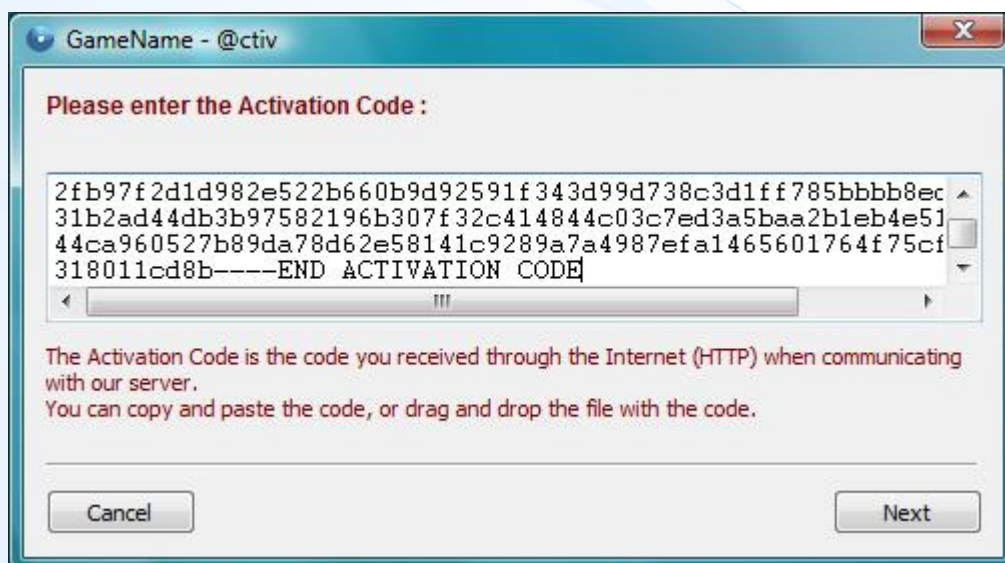 GameName - @ctiv
Please enter the Activation Code :
2fb97f2d1d982e522b660b9d92591f343d99d738c3d1ff785bbbb8ec
31b2ad44db3b97582196b307f32c414844c03c7ed3a5baa2b1eb4e51
44ca960527b89da78d62e58141c9289a7a4987efa1465601764f75cf
318011cd8b----END ACTIVATION CODE
The Activation Code is the code you received through the Internet (HTTP) when communicating
with our server.
You can copy and paste the code, or drag and drop the file with the code.
Cancel
Next